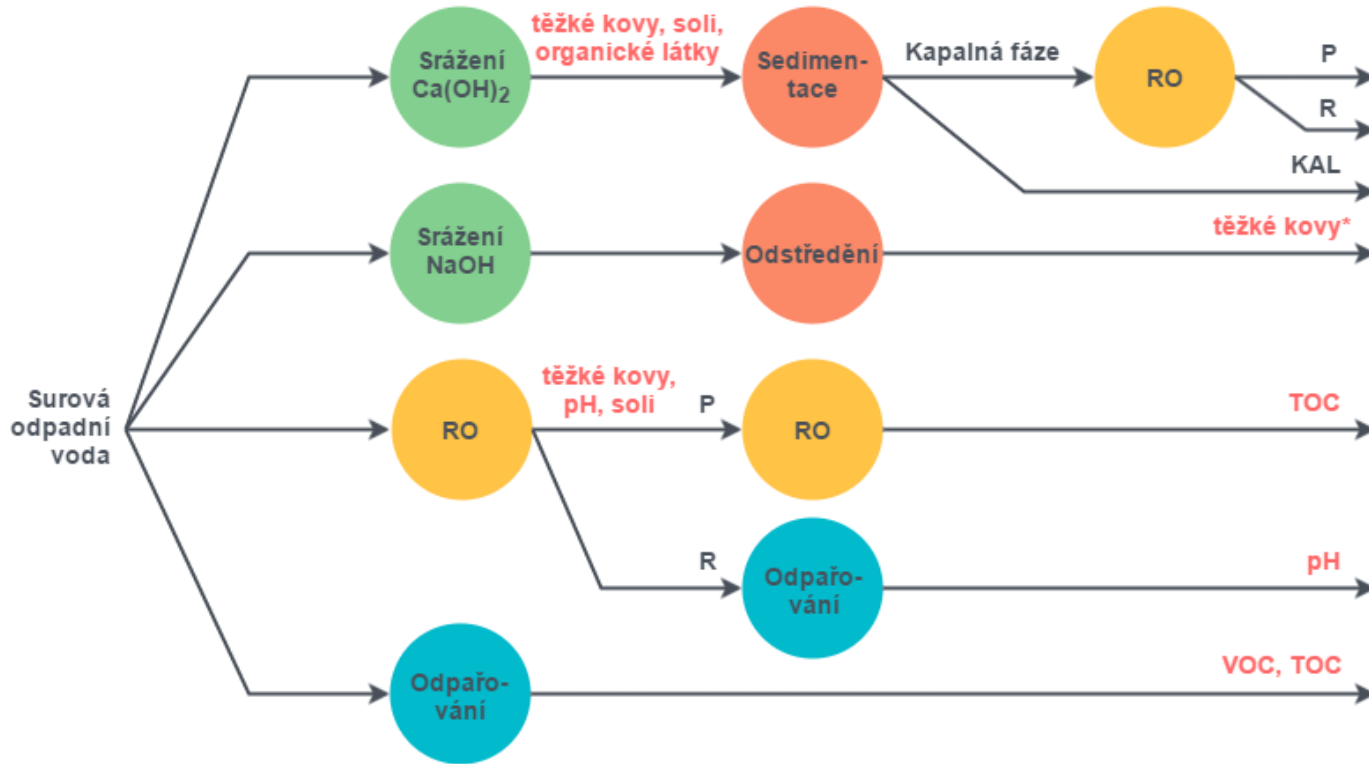 těžké kovy, soli,
organické látky
Srážení
Ca(OH)2
Sedimen-
tace
Kapalná fáze
RO
P
R
KAL
Srážení
NaOH
Odstředění
těžké kovy*
Surová
odpadní
voda
RO
těžké kovy,
pH, soli
P
RO
TOC
R
Odpařo-
vání
pH
Odpařo-
vání
VOC, TOC